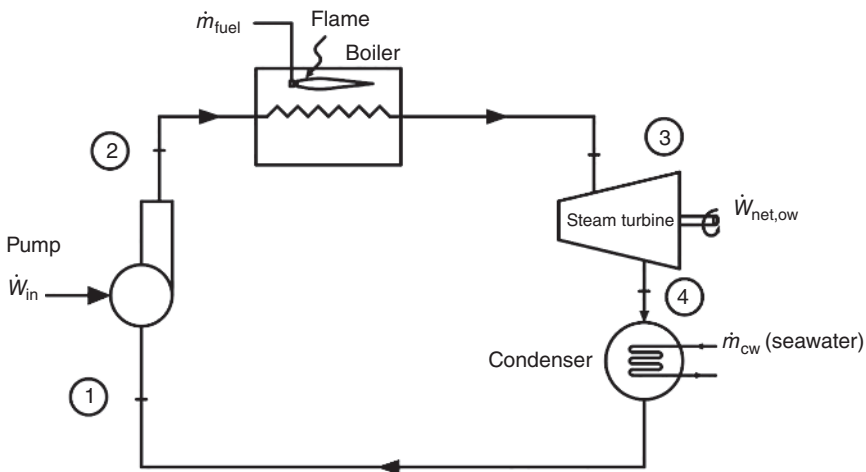 ṁfuel
Flame
Boiler
2
3
Steam turbine
Ẇnet,ow
Pump
Ẇin
4
Condenser
ṁcw (seawater)
1